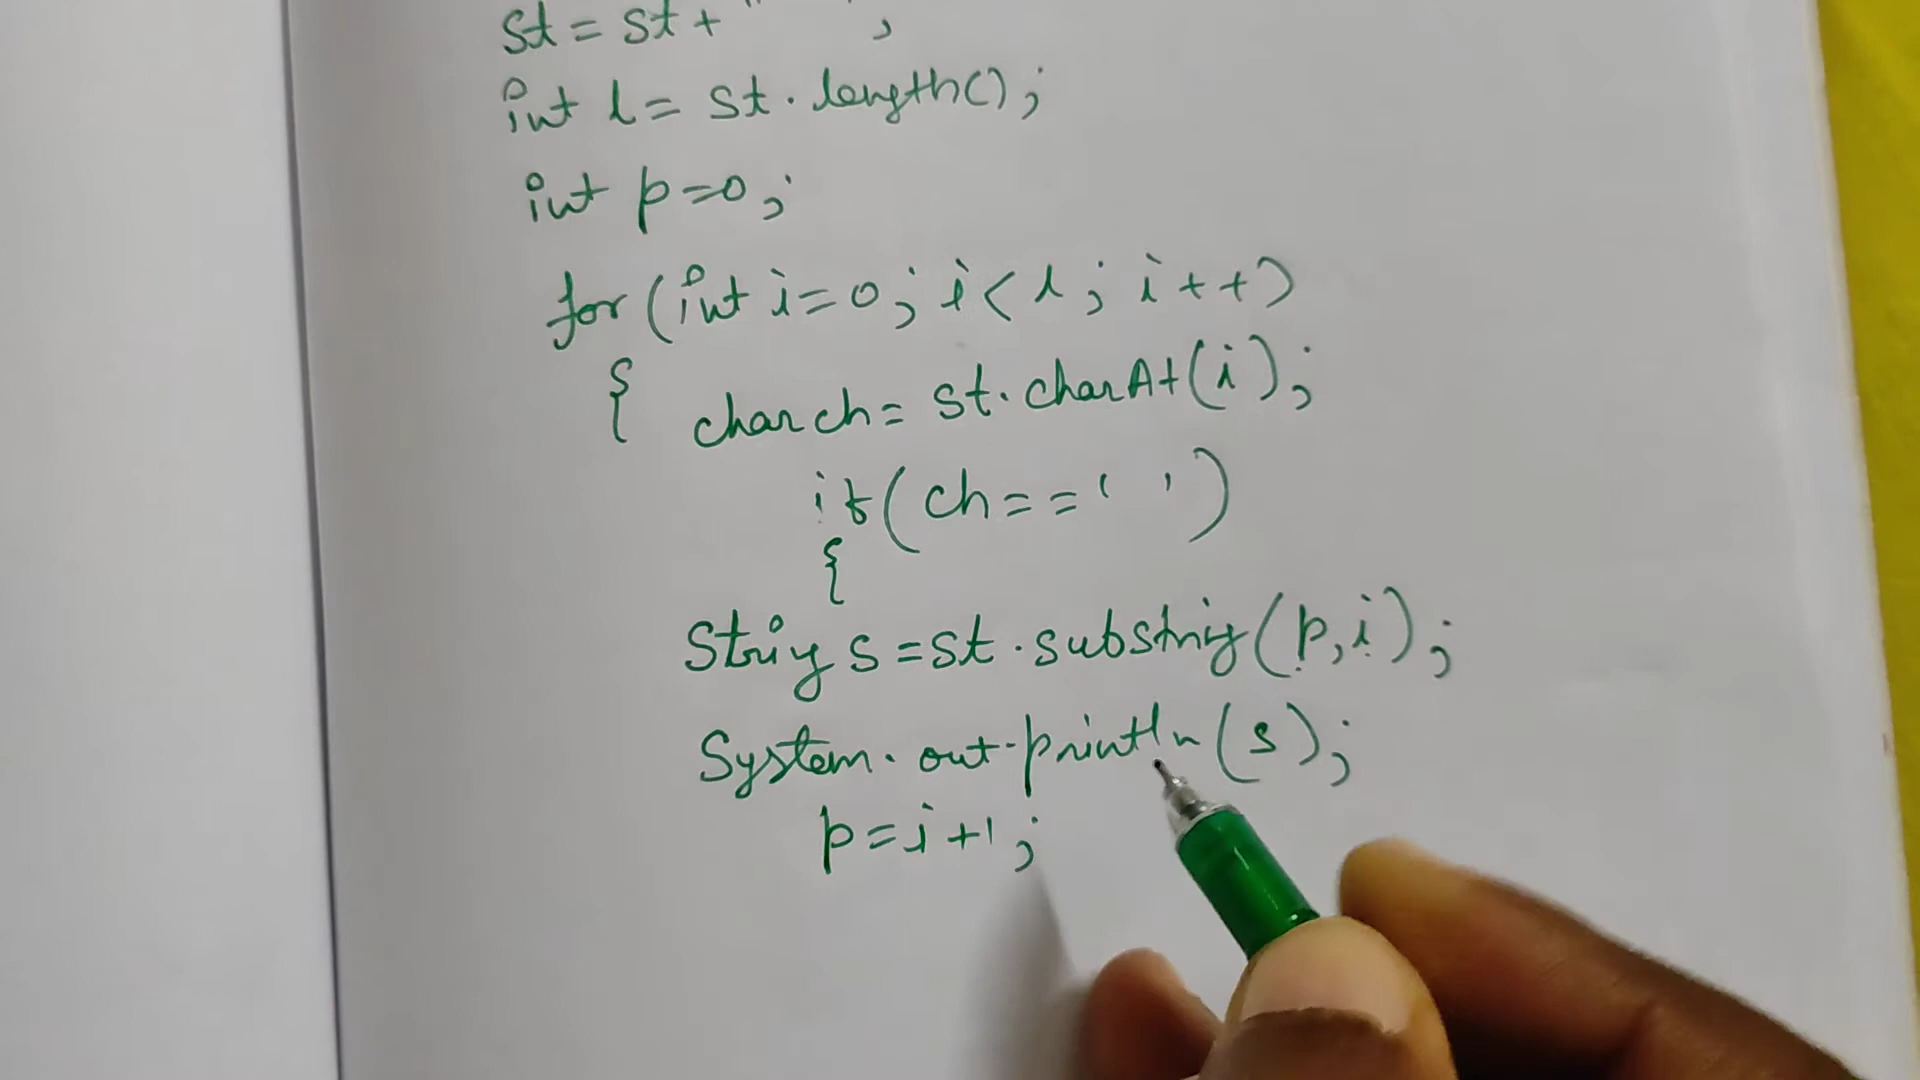 st = st + " ";
int l = st.length();
int p=0;
for (int i=0; i<l; i++)
{ char ch= st.charAt(i);
if(ch==' ')
{
String s =st.substring(p,i);
System.out.println(s);
p=i+1;